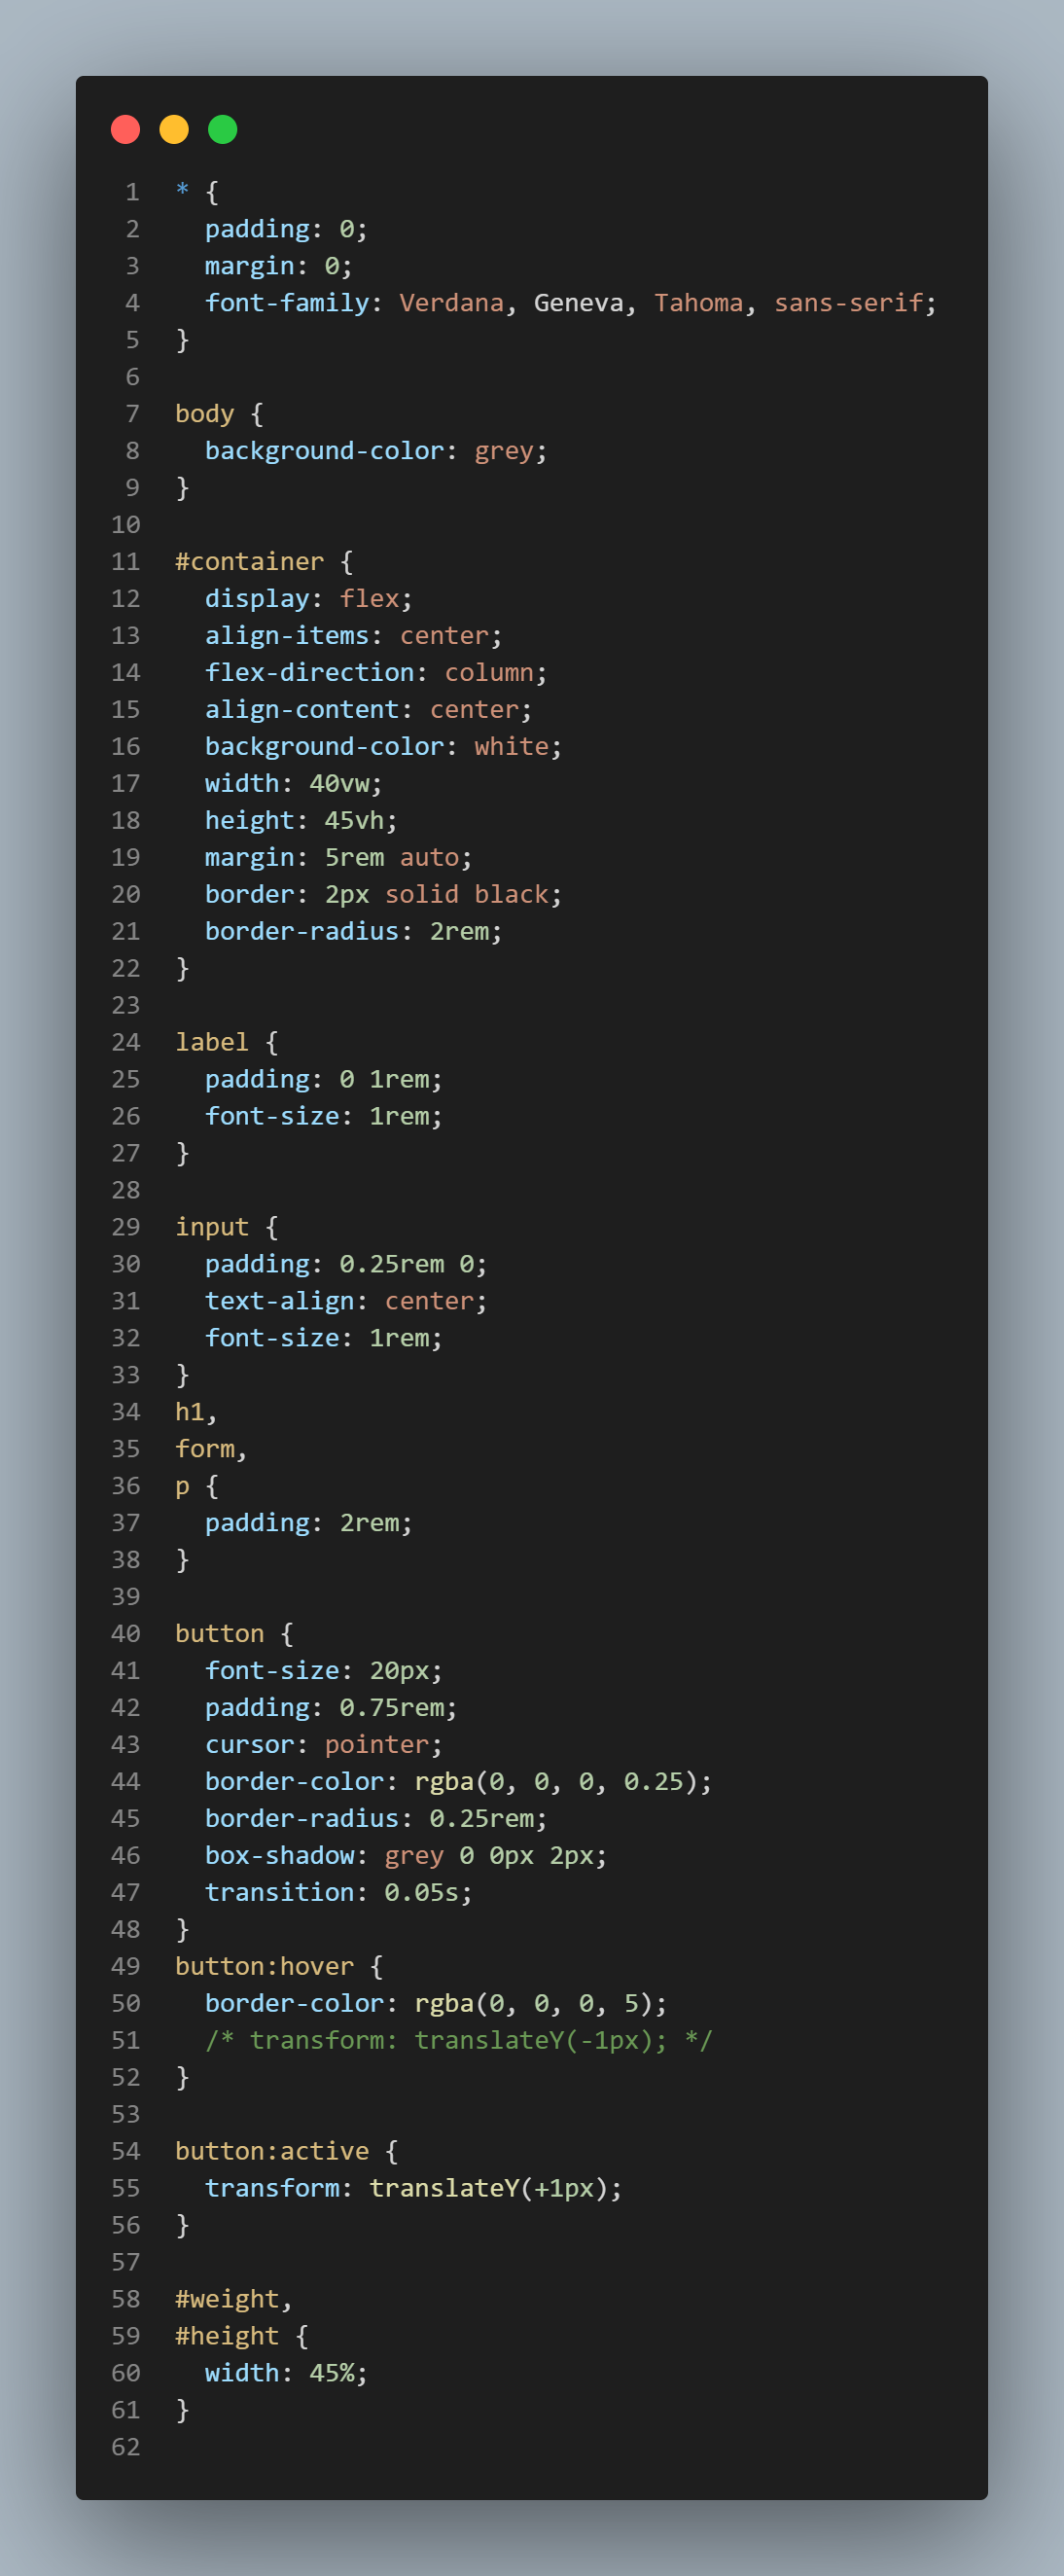 1 * {
2   padding: 0;
3   margin: 0;
4   font-family: Verdana, Geneva, Tahoma, sans-serif;
5 }
6
7 body {
8   background-color: grey;
9 }
10
11 #container {
12   display: flex;
13   align-items: center;
14   flex-direction: column;
15   align-content: center;
16   background-color: white;
17   width: 40vw;
18   height: 45vh;
19   margin: 5rem auto;
20   border: 2px solid black;
21   border-radius: 2rem;
22 }
23
24 label {
25   padding: 0 1rem;
26   font-size: 1rem;
27 }
28
29 input {
30   padding: 0.25rem 0;
31   text-align: center;
32   font-size: 1rem;
33 }
34 h1,
35 form,
36 p {
37   padding: 2rem;
38 }
39
40 button {
41   font-size: 20px;
42   padding: 0.75rem;
43   cursor: pointer;
44   border-color: rgba(0, 0, 0, 0.25);
45   border-radius: 0.25rem;
46   box-shadow: grey 0 0px 2px;
47   transition: 0.05s;
48 }
49 button:hover {
50   border-color: rgba(0, 0, 0, 5);
51   /* transform: translateY(-1px); */
52 }
53
54 button:active {
55   transform: translateY(+1px);
56 }
57
58 #weight,
59 #height {
60   width: 45%;
61 }
62